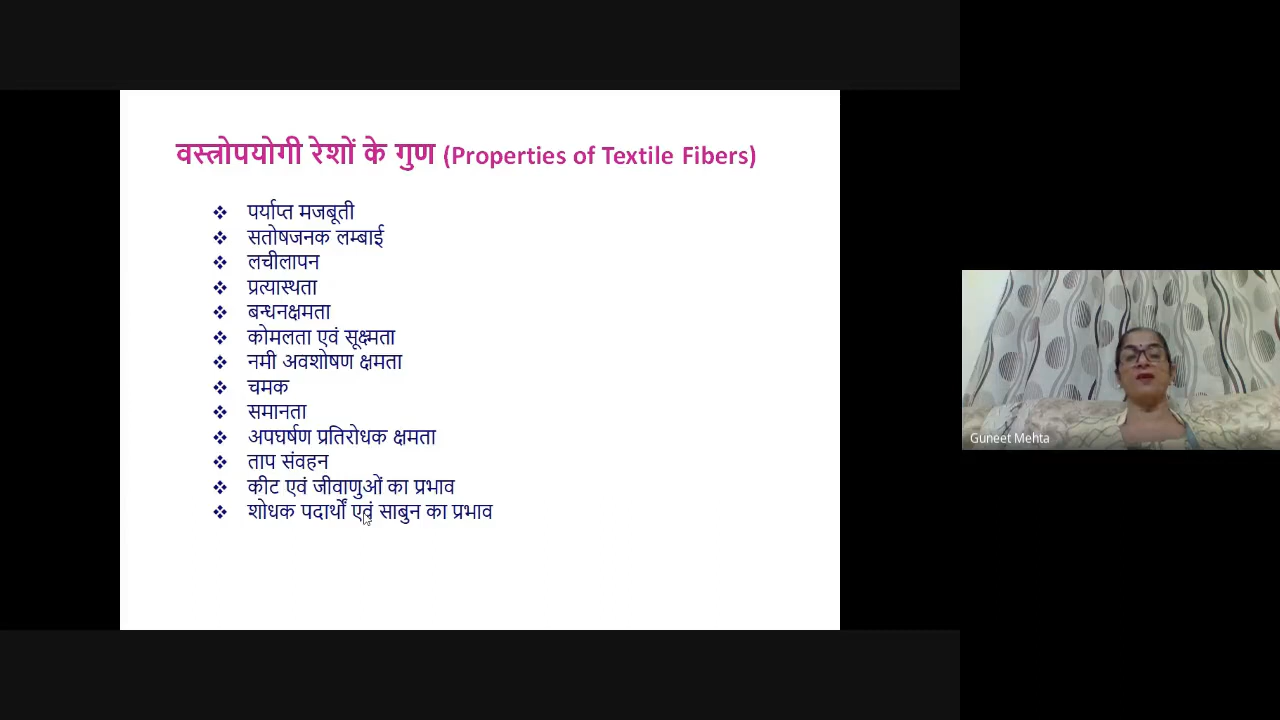 वस्त्रोपयोगी रेशों के गुण (Properties of Textile Fibers)
❖ पर्याप्त मजबूती
❖ सतोषजनक लम्बाई
❖ लचीलापन
❖ प्रत्यास्थता
❖ बन्धनक्षमता
❖ कोमलता एवं सूक्ष्मता
❖ नमी अवशोषण क्षमता
❖ चमक
❖ समानता
❖ अपघर्षण प्रतिरोधक क्षमता
❖ ताप संवहन
❖ कीट एवं जीवाणुओं का प्रभाव
❖ शोधक पदार्थों एवं साबुन का प्रभाव
Guneet Mehta